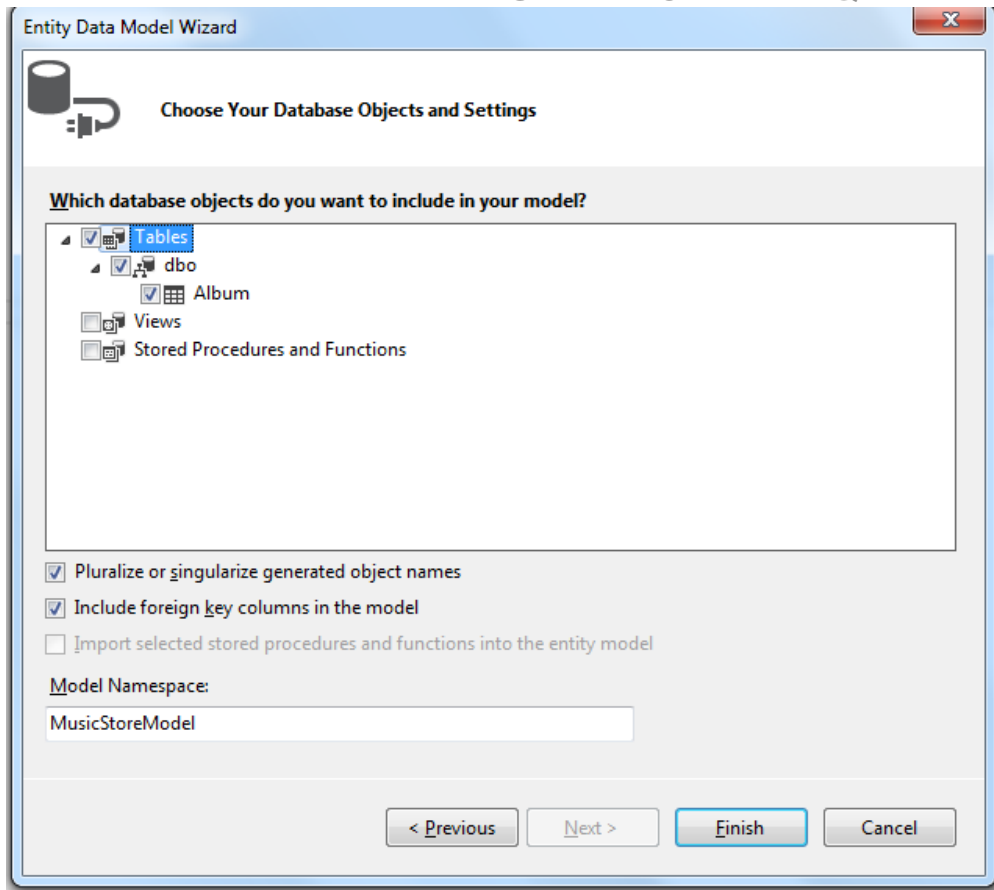 Entity Data Model Wizard
Choose Your Database Objects and Settings
Which database objects do you want to include in your model?
Tables
dbo
Album
Views
Stored Procedures and Functions
Pluralize or singularize generated object names
Include foreign key columns in the model
Import selected stored procedures and functions into the entity model
Model Namespace:
MusicStoreModel
< Previous Next > Finish Cancel